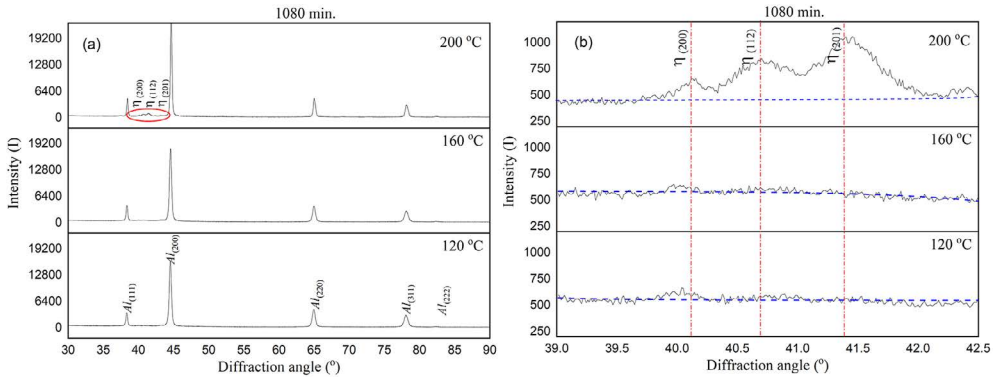 1080 min.
(a)
200 °C
19200
12800
6400
0
η (200)
η (112)
η (201)
160 °C
19200
12800
6400
0
120 °C
19200
12800
6400
0
Al(111)
Al(200)
Al(220)
Al(311)
Al(222)
Intensity (I)
30 35 40 45 50 55 60 65 70 75 80 85 90
Diffraction angle (°)
1080 min.
(b)
200 °C
1000
750
500
250
η (200)
η (112)
η (201)
160 °C
1000
750
500
250
120 °C
1000
750
500
250
Intensity (I)
39.0 39.5 40.0 40.5 41.0 41.5 42.0 42.5
Diffraction angle (°)